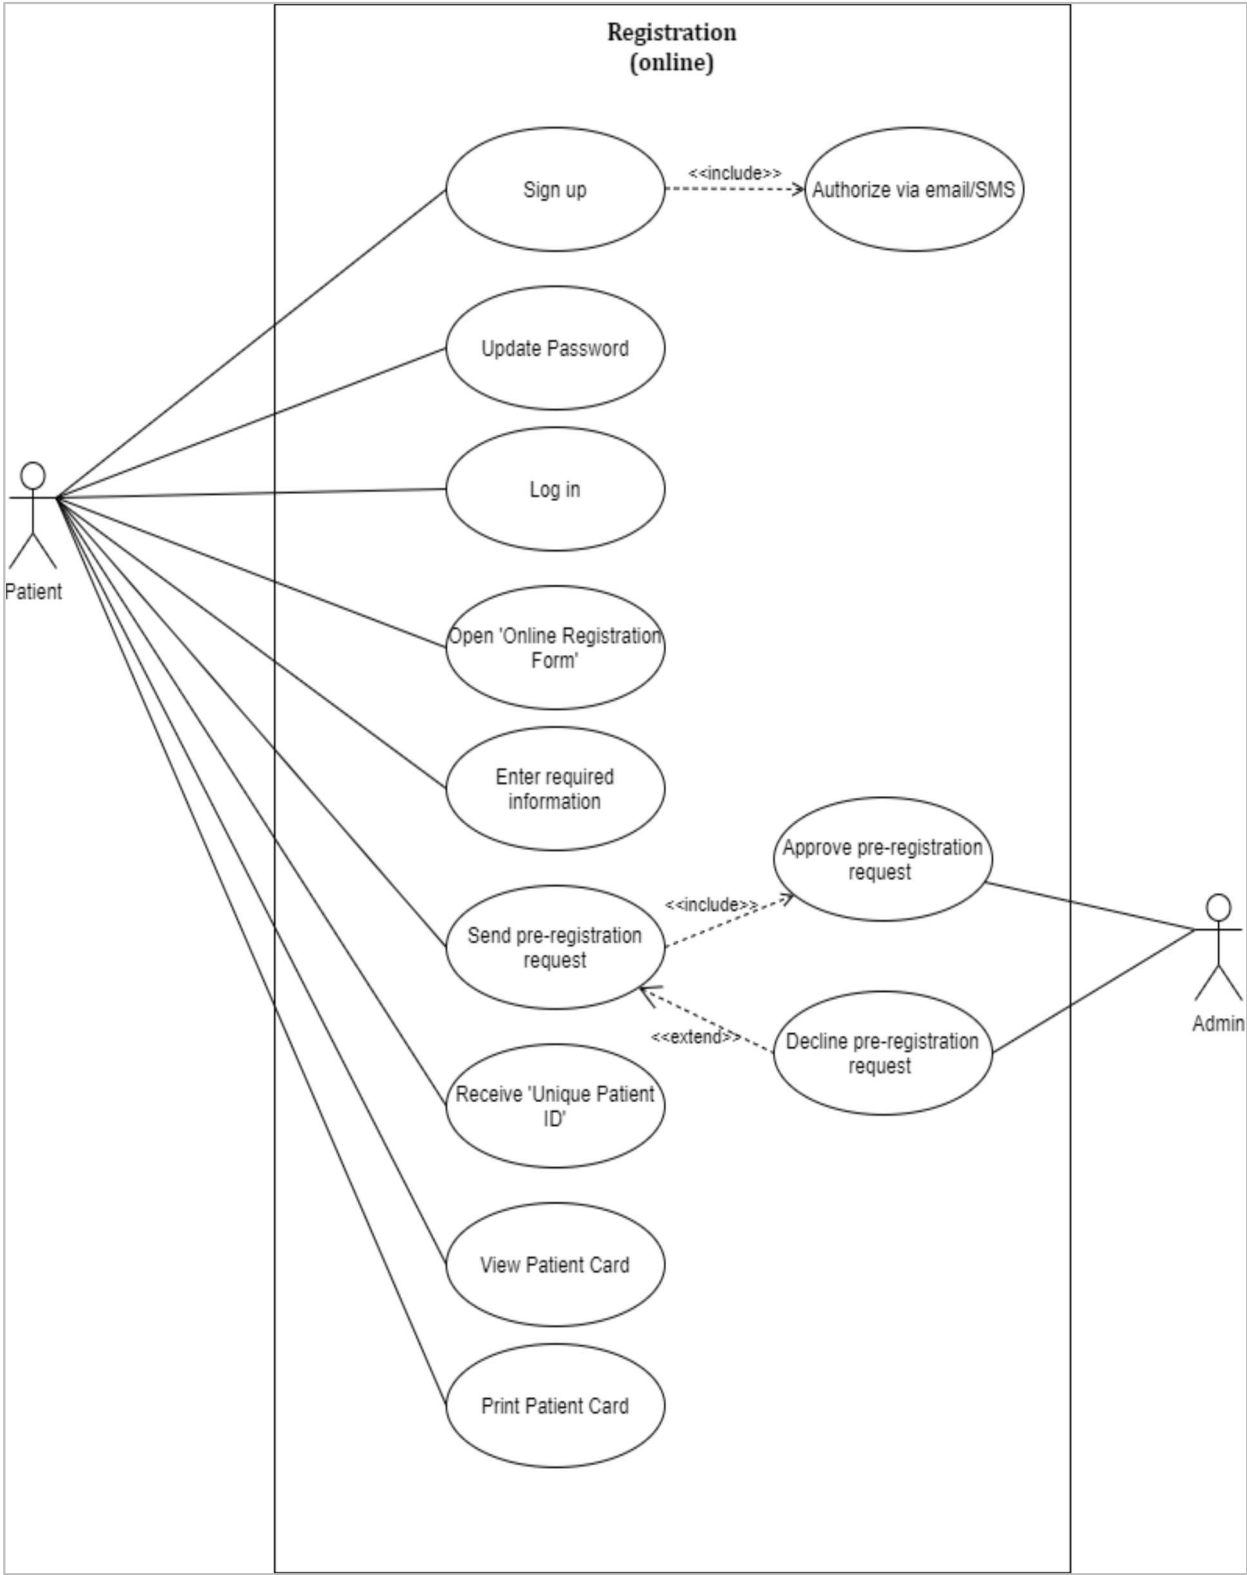 Registration
(online)
Sign up
<<include>>
Authorize via email/SMS
Update Password
Log in
Patient
Open 'Online Registration
Form'
Enter required
information
Approve pre-registration
request
<<include>>
Send pre-registration
request
Admin
<<extend>>
Decline pre-registration
request
Receive 'Unique Patient
ID'
View Patient Card
Print Patient Card